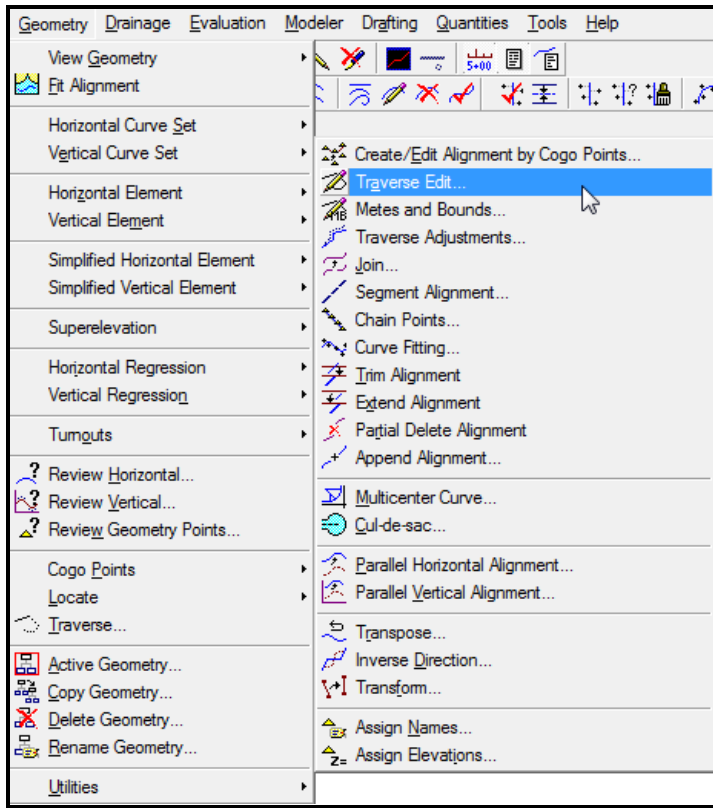 Geometry Drainage Evaluation Modeler Drafting Quantities Tools Help
View Geometry
Fit Alignment
Horizontal Curve Set
Vertical Curve Set
Horizontal Element
Vertical Element
Simplified Horizontal Element
Simplified Vertical Element
Superelevation
Horizontal Regression
Vertical Regression
Turnouts
Review Horizontal...
Review Vertical...
Review Geometry Points...
Cogo Points
Locate
Traverse...
Active Geometry...
Copy Geometry...
Delete Geometry...
Rename Geometry...
Utilities
5+00
Create/Edit Alignment by Cogo Points...
Traverse Edit...
Metes and Bounds...
Traverse Adjustments...
Join...
Segment Alignment...
Chain Points...
Curve Fitting...
Trim Alignment
Extend Alignment
Partial Delete Alignment
Append Alignment...
Multicenter Curve...
Cul-de-sac...
Parallel Horizontal Alignment...
Parallel Vertical Alignment...
Transpose...
Inverse Direction...
Transform...
Assign Names...
Assign Elevations...